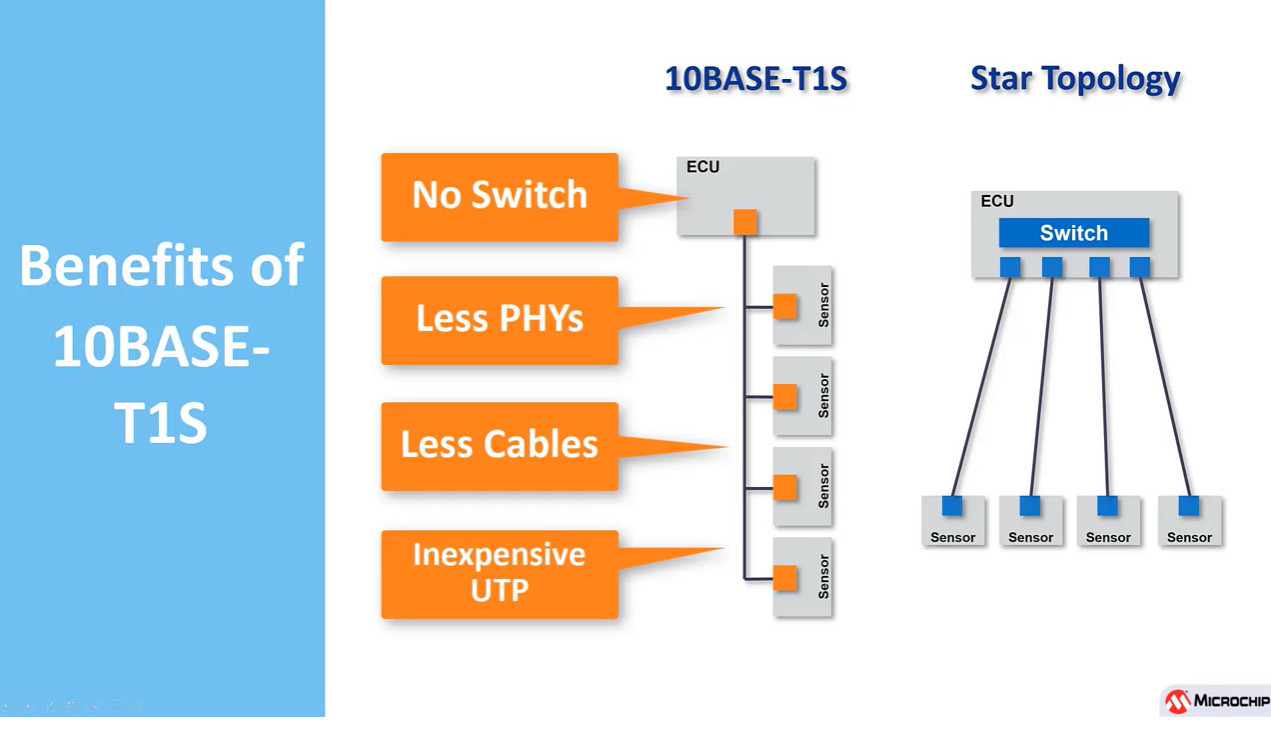 Benefits of
10BASE-
T1S
10BASE-T1S
Star Topology
No Switch
Less PHYs
Less Cables
Inexpensive
UTP
ECU
Sensor
Sensor
Sensor
Sensor
ECU
Switch
Sensor
Sensor
Sensor
Sensor
MICROCHIP